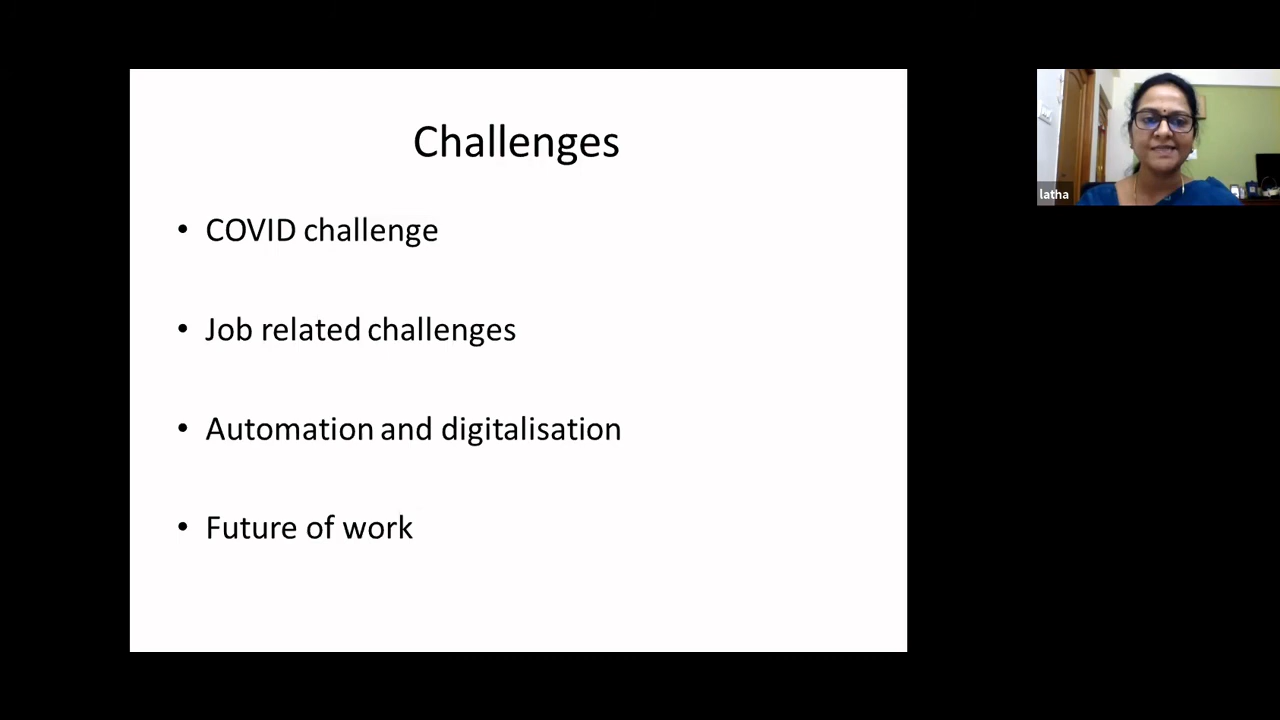 Challenges
• COVID challenge
• Job related challenges
• Automation and digitalisation
• Future of work
latha